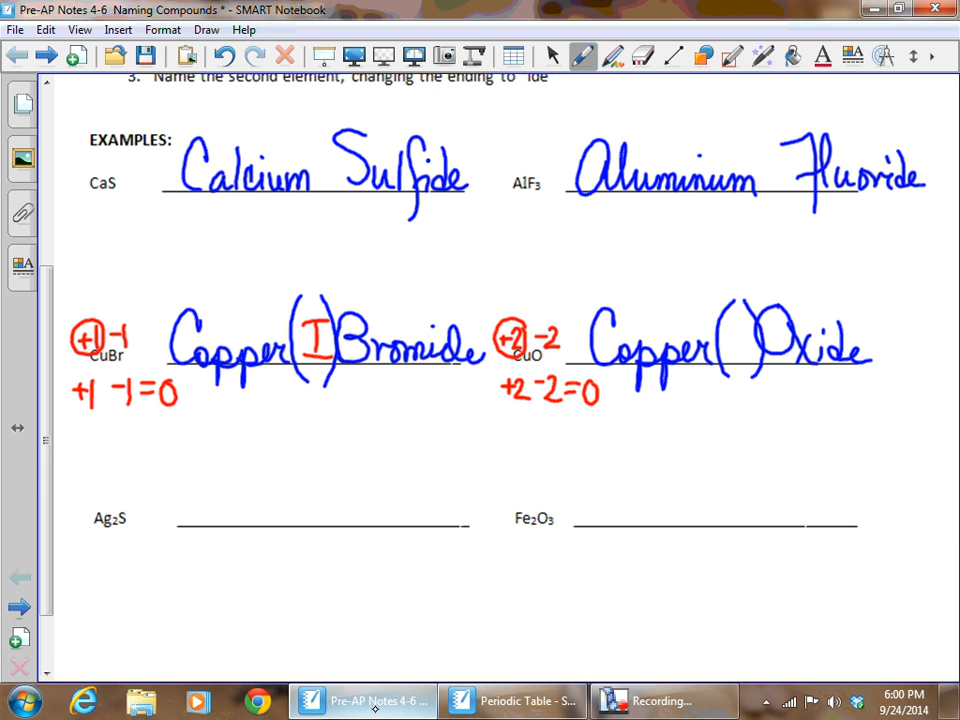 Pre-AP Notes 4-6 Naming Compounds * - SMART Notebook
File Edit View Insert Format Draw Help
3. Name the second element, changing the ending to "ide"
EXAMPLES:
CaS Calcium Sulfide AlF₃ Aluminum Fluoride
+1 -1 +2 -2
CuBr Copper (I) Bromide CuO Copper ( ) Oxide
+1 -1 = 0 +2 -2 = 0
Ag₂S Fe₂O₃
Pre-AP Notes 4-6 ... Periodic Table - S... Recording... 6:00 PM
9/24/2014